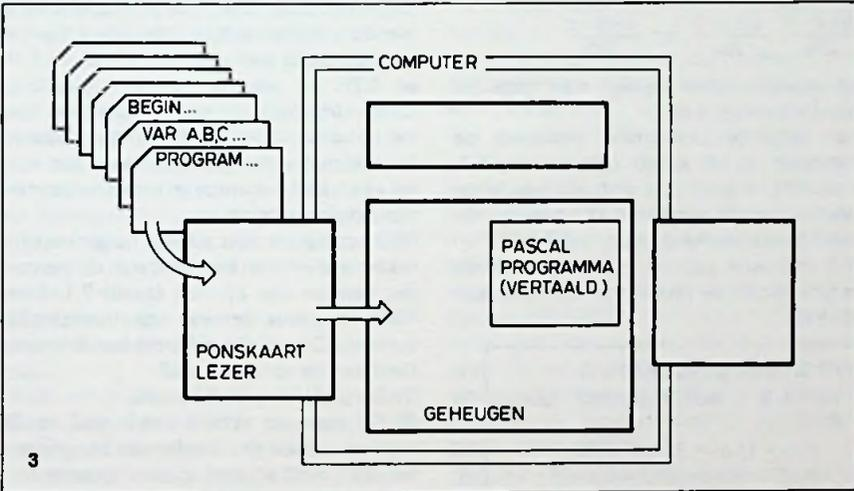 COMPUTER
BEGIN...
VAR A,B,C...
PROGRAM...
PASCAL
PROGRAMMA
(VERTAALD)
PONSKAART
LEZER
GEHEUGEN
3